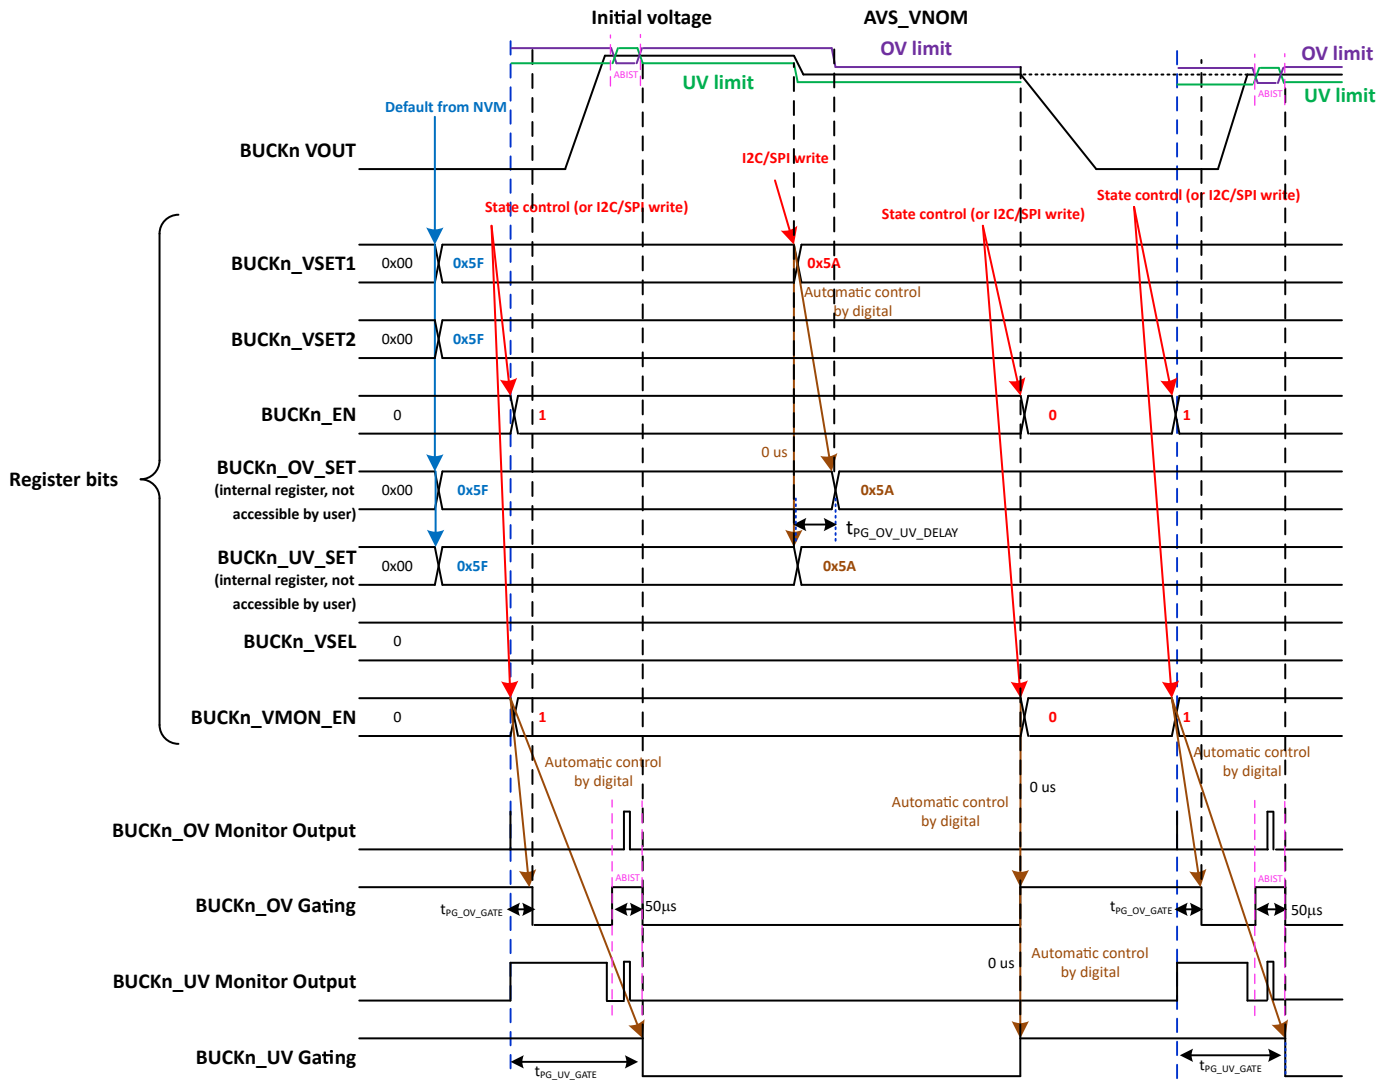 Initial voltage
AVS_VNOM
OV limit
OV limit
ABIST
UV limit
ABIST
UV limit
Default from NVM
BUCKn VOUT
I2C/SPI write
State control (or I2C/SPI write)
State control (or I2C/SPI write)
State control (or I2C/SPI write)
BUCKn_VSET1
0x00
0x5F
0x5A
Automatic control
by digital
BUCKn_VSET2
0x00
0x5F
BUCKn_EN
0
1
0
1
0 us
Register bits
BUCKn_OV_SET
(internal register, not
accessible by user)
0x00
0x5F
0x5A
tPG_OV_UV_DELAY
BUCKn_UV_SET
(internal register, not
accessible by user)
0x00
0x5F
0x5A
BUCKn_VSEL
0
BUCKn_VMON_EN
0
1
0
1
Automatic control
by digital
Automatic control
by digital
0 us
Automatic control
by digital
BUCKn_OV Monitor Output
ABIST
ABIST
BUCKn_OV Gating
tPG_OV_GATE
50µs
tPG_OV_GATE
50µs
0 us
Automatic control
by digital
BUCKn_UV Monitor Output
BUCKn_UV Gating
tPG_UV_GATE
tPG_UV_GATE